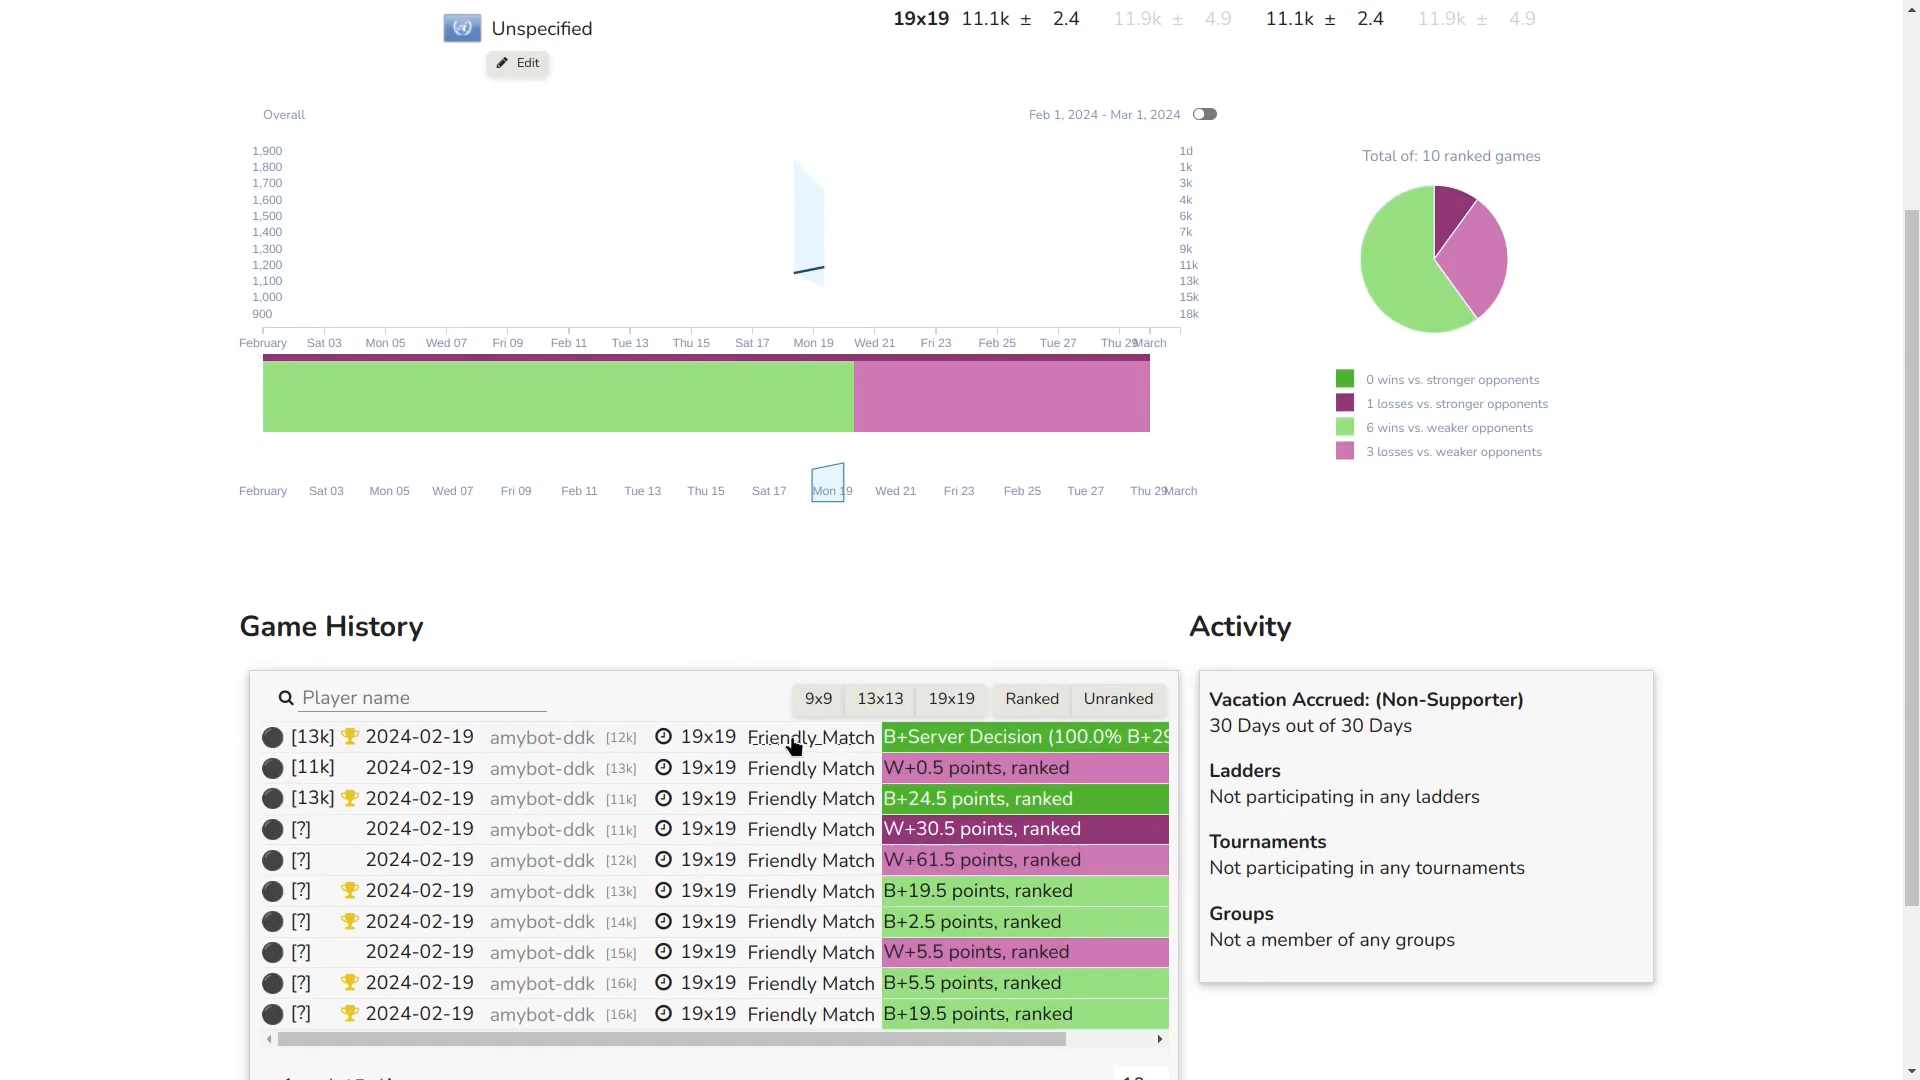 Unspecified
Edit
19x19 11.1k ± 2.4 11.9k ± 4.9 11.1k ± 2.4 11.9k ± 4.9
Overall
Feb 1, 2024 - Mar 1, 2024
1,900
1,800
1,700
1,600
1,500
1,400
1,300
1,200
1,100
1,000
900
1d
1k
3k
4k
6k
7k
9k
11k
13k
15k
18k
February Sat 03 Mon 05 Wed 07 Fri 09 Feb 11 Tue 13 Thu 15 Sat 17 Mon 19 Wed 21 Fri 23 Feb 25 Tue 27 Thu 29 March
February Sat 03 Mon 05 Wed 07 Fri 09 Feb 11 Tue 13 Thu 15 Sat 17 Mon 19 Wed 21 Fri 23 Feb 25 Tue 27 Thu 29 March
Total of: 10 ranked games
0 wins vs. stronger opponents
1 losses vs. stronger opponents
6 wins vs. weaker opponents
3 losses vs. weaker opponents
Game History
Player name
9x9 13x13 19x19 Ranked Unranked
[13k] 2024-02-19 amybot-ddk [12k] 19x19 Friendly Match B+Server Decision (100.0% B+29
[11k] 2024-02-19 amybot-ddk [13k] 19x19 Friendly Match W+0.5 points, ranked
[13k] 2024-02-19 amybot-ddk [11k] 19x19 Friendly Match B+24.5 points, ranked
[?] 2024-02-19 amybot-ddk [11k] 19x19 Friendly Match W+30.5 points, ranked
[?] 2024-02-19 amybot-ddk [12k] 19x19 Friendly Match W+61.5 points, ranked
[?] 2024-02-19 amybot-ddk [13k] 19x19 Friendly Match B+19.5 points, ranked
[?] 2024-02-19 amybot-ddk [14k] 19x19 Friendly Match B+2.5 points, ranked
[?] 2024-02-19 amybot-ddk [15k] 19x19 Friendly Match W+5.5 points, ranked
[?] 2024-02-19 amybot-ddk [16k] 19x19 Friendly Match B+5.5 points, ranked
[?] 2024-02-19 amybot-ddk [16k] 19x19 Friendly Match B+19.5 points, ranked
Activity
Vacation Accrued: (Non-Supporter)
30 Days out of 30 Days
Ladders
Not participating in any ladders
Tournaments
Not participating in any tournaments
Groups
Not a member of any groups